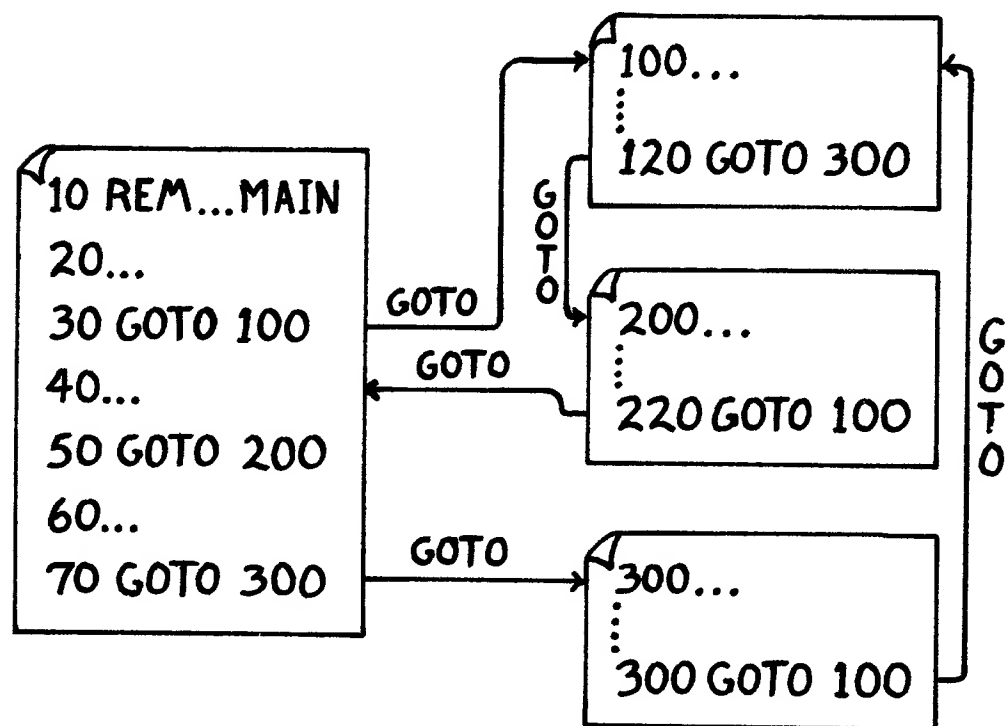 10 REM...MAIN
20...
30 GOTO 100
40...
50 GOTO 200
60...
70 GOTO 300
GOTO
GOTO
GOTO
100...
120 GOTO 300
GOTO
200...
220 GOTO 100
300...
300 GOTO 100
GOTO